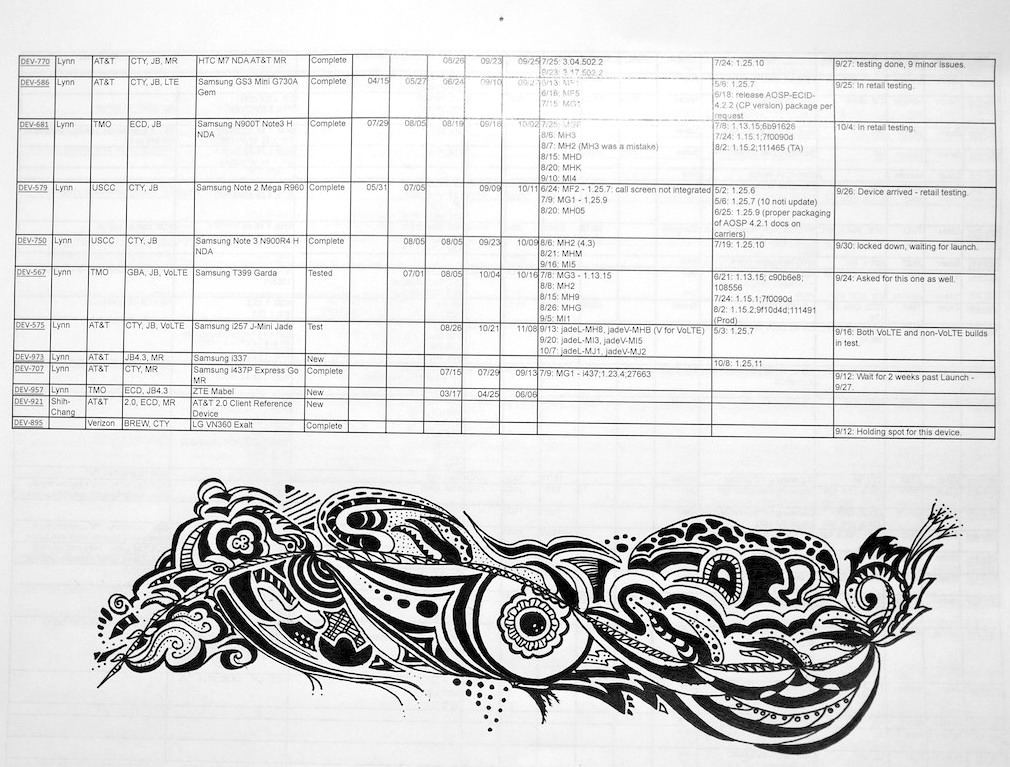 DEV-770 Lynn AT&T CTY, JB, MR HTC M7 NDA AT&T MR Complete 08/26 09/23 09/25 7/25: 3.04.502.2 7/24: 1.25.10 9/27: testing done, 9 minor issues.
9/23: 3.17.502.2
DEV-586 Lynn AT&T CTY, JB, LTE Samsung GS3 Mini G730A Complete 04/15 05/27 06/24 09/10 5/6: 1.25.7 9/25: In retail testing.
Gem 6/18: MF5 6/18: release AOSP-ECID-
7/15: MG1 4.2.2 (CP version) package per
request
DEV-681 Lynn TMO ECD, JB Samsung N900T Note3 H Complete 07/29 08/05 08/19 09/18 10/02 7/25: 7/8: 1.13.15;6b91626 10/4: In retail testing.
NDA 8/6: MH3 7/24: 1.15.1;7f0090d
8/7: MH2 (MH3 was a mistake) 8/2: 1.15.2;111465 (TA)
8/15: MHD
8/20: MHK
9/10: MI4
DEV-579 Lynn USCC CTY, JB Samsung Note 2 Mega R960 Complete 05/31 07/05 09/09 10/11 6/24: MF2 - 1.25.7: call screen not integrated 5/2: 1.25.6 9/26: Device arrived - retail testing.
7/9: MG1 - 1.25.9 5/6: 1.25.7 (10 noti update)
8/20: MH05 6/25: 1.25.9 (proper packaging
of AOSP 4.2.1 docs on
carriers)
DEV-750 Lynn USCC CTY, JB Samsung Note 3 N900R4 H Complete 08/05 08/05 09/23 10/09 8/6: MH2 (4.3) 7/19: 1.25.10 9/30: locked down, waiting for launch.
NDA 8/21: MHM
9/16: MI5
DEV-567 Lynn TMO GBA, JB, VoLTE Samsung T399 Garda Tested 07/01 08/05 10/04 10/16 7/8: MG3 - 1.13.15 6/21: 1.13.15; c90b6e8; 9/24: Asked for this one as well.
8/8: MH2 108556
8/15: MH9 7/24: 1.15.1;7f0090d
8/26: MHG 8/2: 1.15.2;9f10d4d;111491
9/5: MI1 (Prod)
DEV-575 Lynn AT&T CTY, JB, VoLTE Samsung i257 J-Mini Jade Test 08/26 10/21 11/08 9/13: jadeL-MH8, jadeV-MHB (V for VoLTE) 5/3: 1.25.7 9/16: Both VoLTE and non-VoLTE builds
9/20: jadeL-MI3, jadeV-MI5 in test.
10/7: jadeL-MJ1, jadeV-MJ2
DEV-973 Lynn AT&T JB4.3, MR Samsung i337 New 10/8: 1.25.11
DEV-707 Lynn AT&T CTY, MR Samsung i437P Express Go Complete 07/15 07/29 09/13 7/9: MG1 - i437;1.23.4;27663 9/12: Wait for 2 weeks past Launch -
MR 9/27.
DEV-957 Lynn TMO ECD, JB4.3 ZTE Mabel New 03/17 04/25 06/06
DEV-921 Shih- AT&T 2.0, ECD, MR AT&T 2.0 Client Reference New
Chang Device
DEV-895 Verizon BREW, CTY LG VN360 Exalt Complete 9/12: Holding spot for this device.